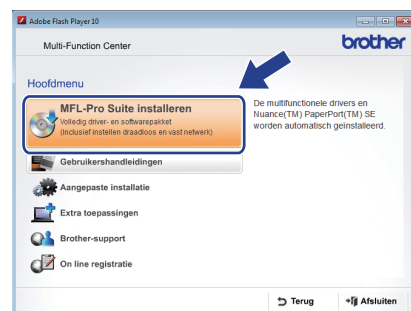 Adobe Flash Player 10
Multi-Function Center
brother
Hoofdmenu
MFL-Pro Suite installeren
Volledig driver- en softwarepakket
(Inclusief instellen draadloos en vast netwerk)
De multifunctionele drivers en
Nuance(TM) PaperPort(TM) SE
worden automatisch geïnstalleerd.
Gebruikershandleidingen
Aangepaste installatie
Extra toepassingen
Brother-support
On line registratie
Terug
Afsluiten